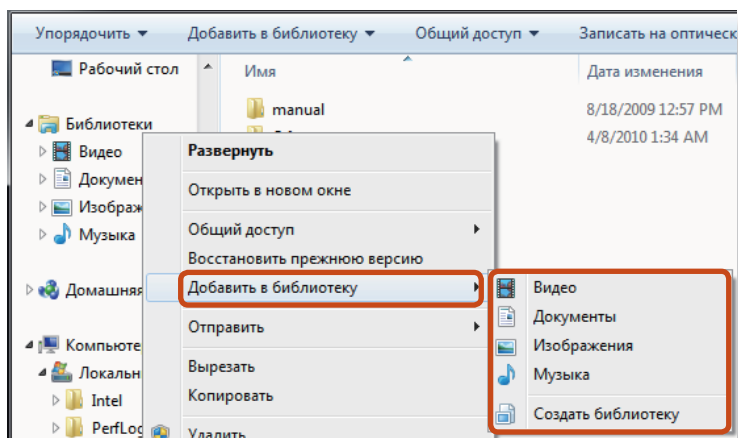 Упорядочить Добавить в библиотеку Общий доступ Записать на оптическ
Рабочий стол
Имя Дата изменения
manual 8/18/2009 12:57 PM
4/8/2010 1:34 AM
Библиотеки
Видео
Докумен
Изображ
Музыка
Домашняя
Компьюте
Локальн
Intel
PerfLog
Развернуть
Открыть в новом окне
Общий доступ
Восстановить прежнюю версию
Добавить в библиотеку
Отправить
Вырезать
Копировать
Удалить
Видео
Документы
Изображения
Музыка
Создать библиотеку